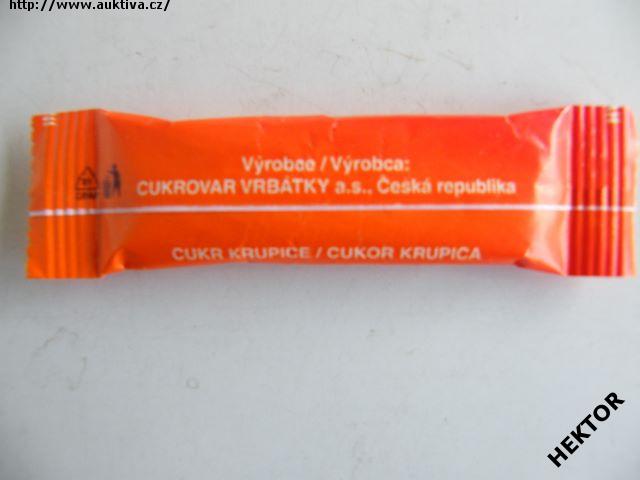 http://www.auktiva.cz/
Výrobce / Výrobca:
CUKROVAR VRBÁTKY a.s., Česká republika
CUKR KRUPICE / CUKOR KRUPICA
HEKTOR